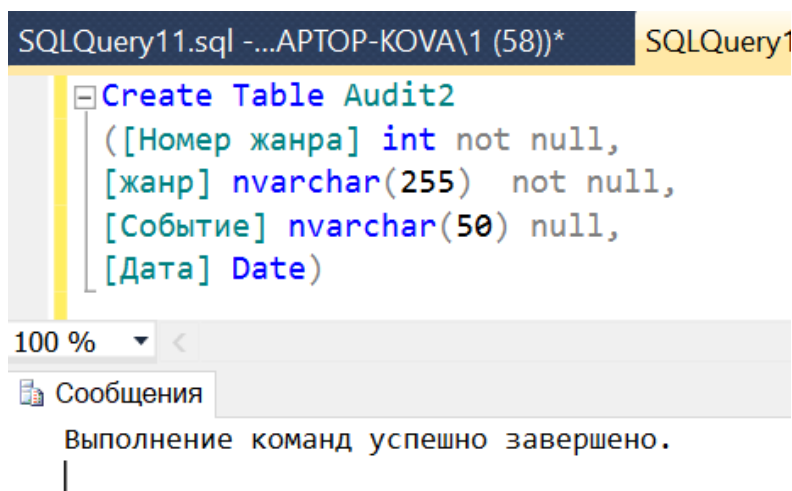 SQLQuery11.sql -...APTOP-KOVA\1 (58))* SQLQuery1
Create Table Audit2
([Номер жанра] int not null,
[жанр] nvarchar(255)  not null,
[Событие] nvarchar(50) null,
[Дата] Date)
100 %
Сообщения
Выполнение команд успешно завершено.